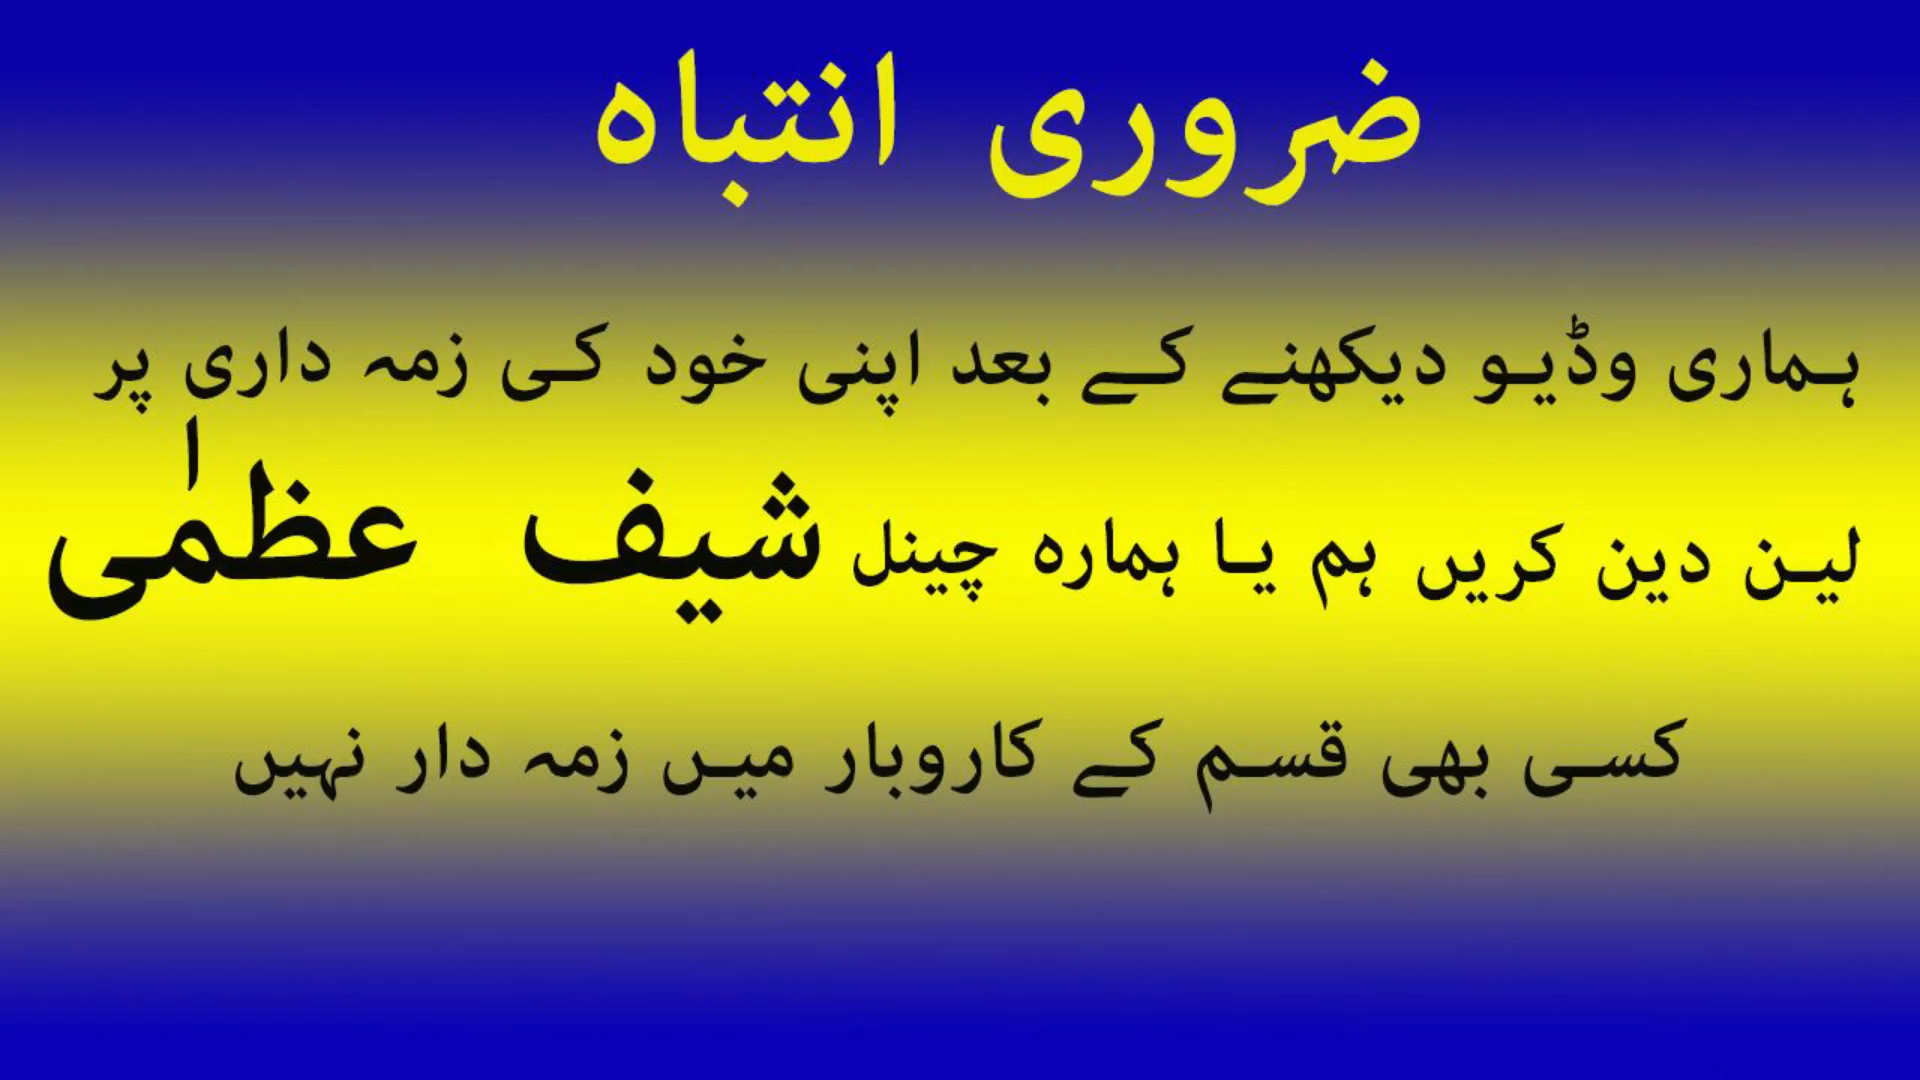 ضروری انتباہ
ہماری وڈیو دیکھنے کے بعد اپنی خود کی زمہ داری پر
لین دین کریں ہم یا ہمارہ چینل شیف عظمٰی
کسی بھی قسم کے کاروبار میں زمہ دار نہیں